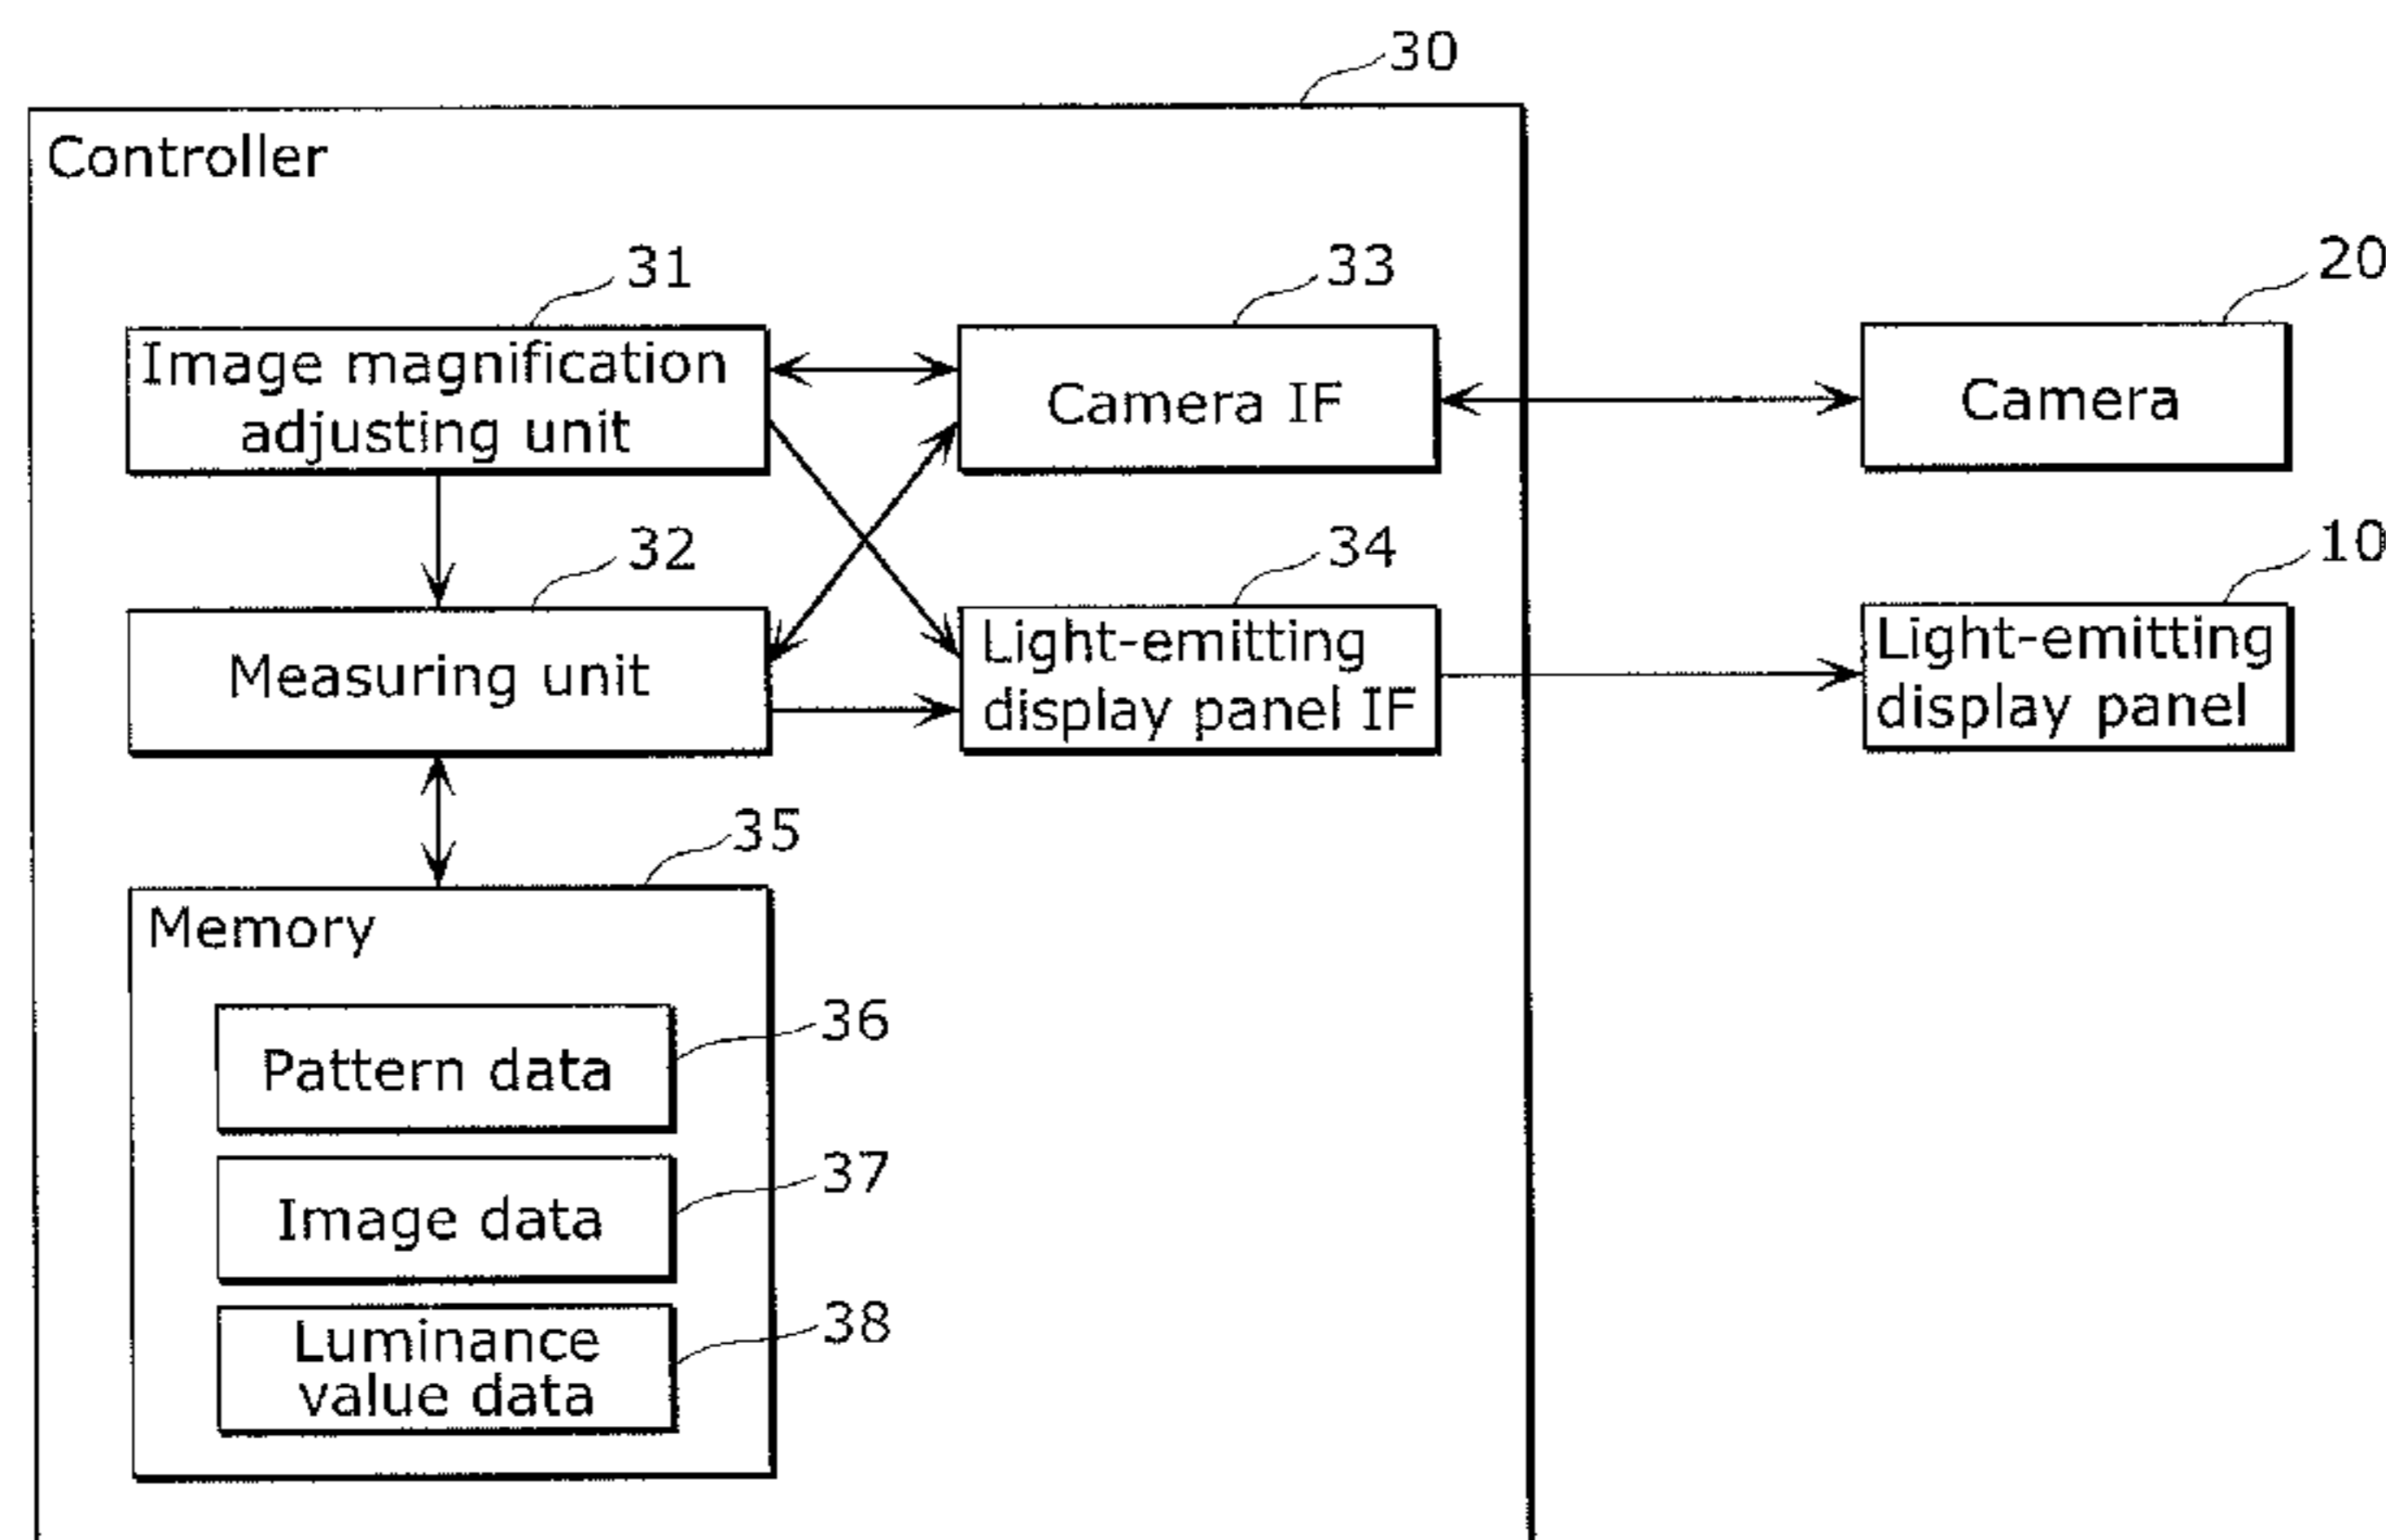 30
Controller
31
33
20
Image magnification
adjusting unit
Camera IF
Camera
32
34
10
Measuring unit
Light-emitting
display panel IF
Light-emitting
display panel
35
Memory
36
Pattern data
37
Image data
38
Luminance
value data